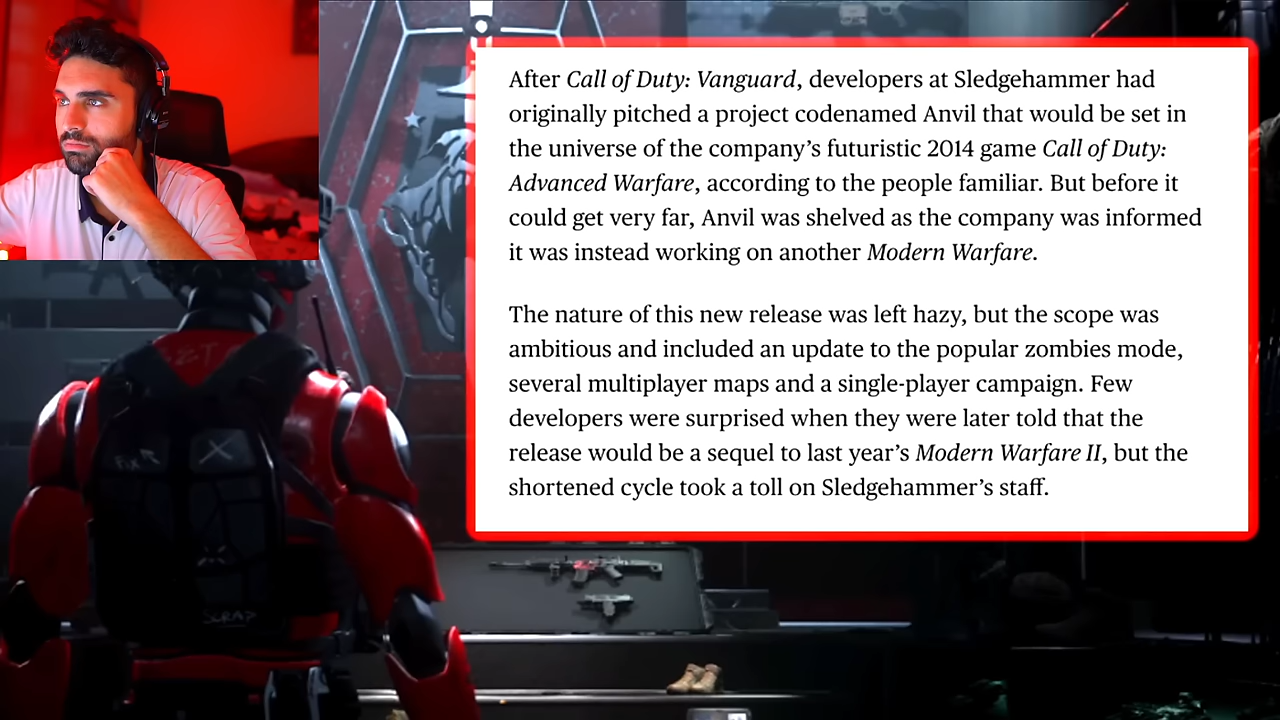 After Call of Duty: Vanguard, developers at Sledgehammer had
originally pitched a project codenamed Anvil that would be set in
the universe of the company’s futuristic 2014 game Call of Duty:
Advanced Warfare, according to the people familiar. But before it
could get very far, Anvil was shelved as the company was informed
it was instead working on another Modern Warfare.
The nature of this new release was left hazy, but the scope was
ambitious and included an update to the popular zombies mode,
several multiplayer maps and a single-player campaign. Few
developers were surprised when they were later told that the
release would be a sequel to last year’s Modern Warfare II, but the
shortened cycle took a toll on Sledgehammer’s staff.